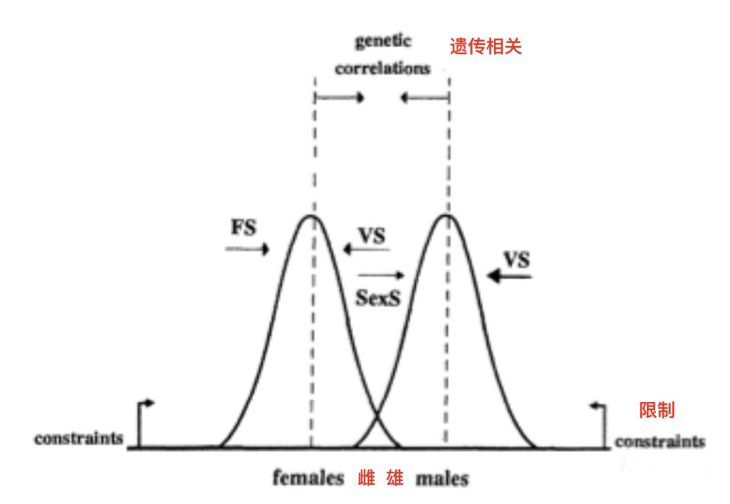 genetic
correlations
遗传相关
FS
VS
SexS
VS
限制
constraints
constraints
females 雌 雄 males